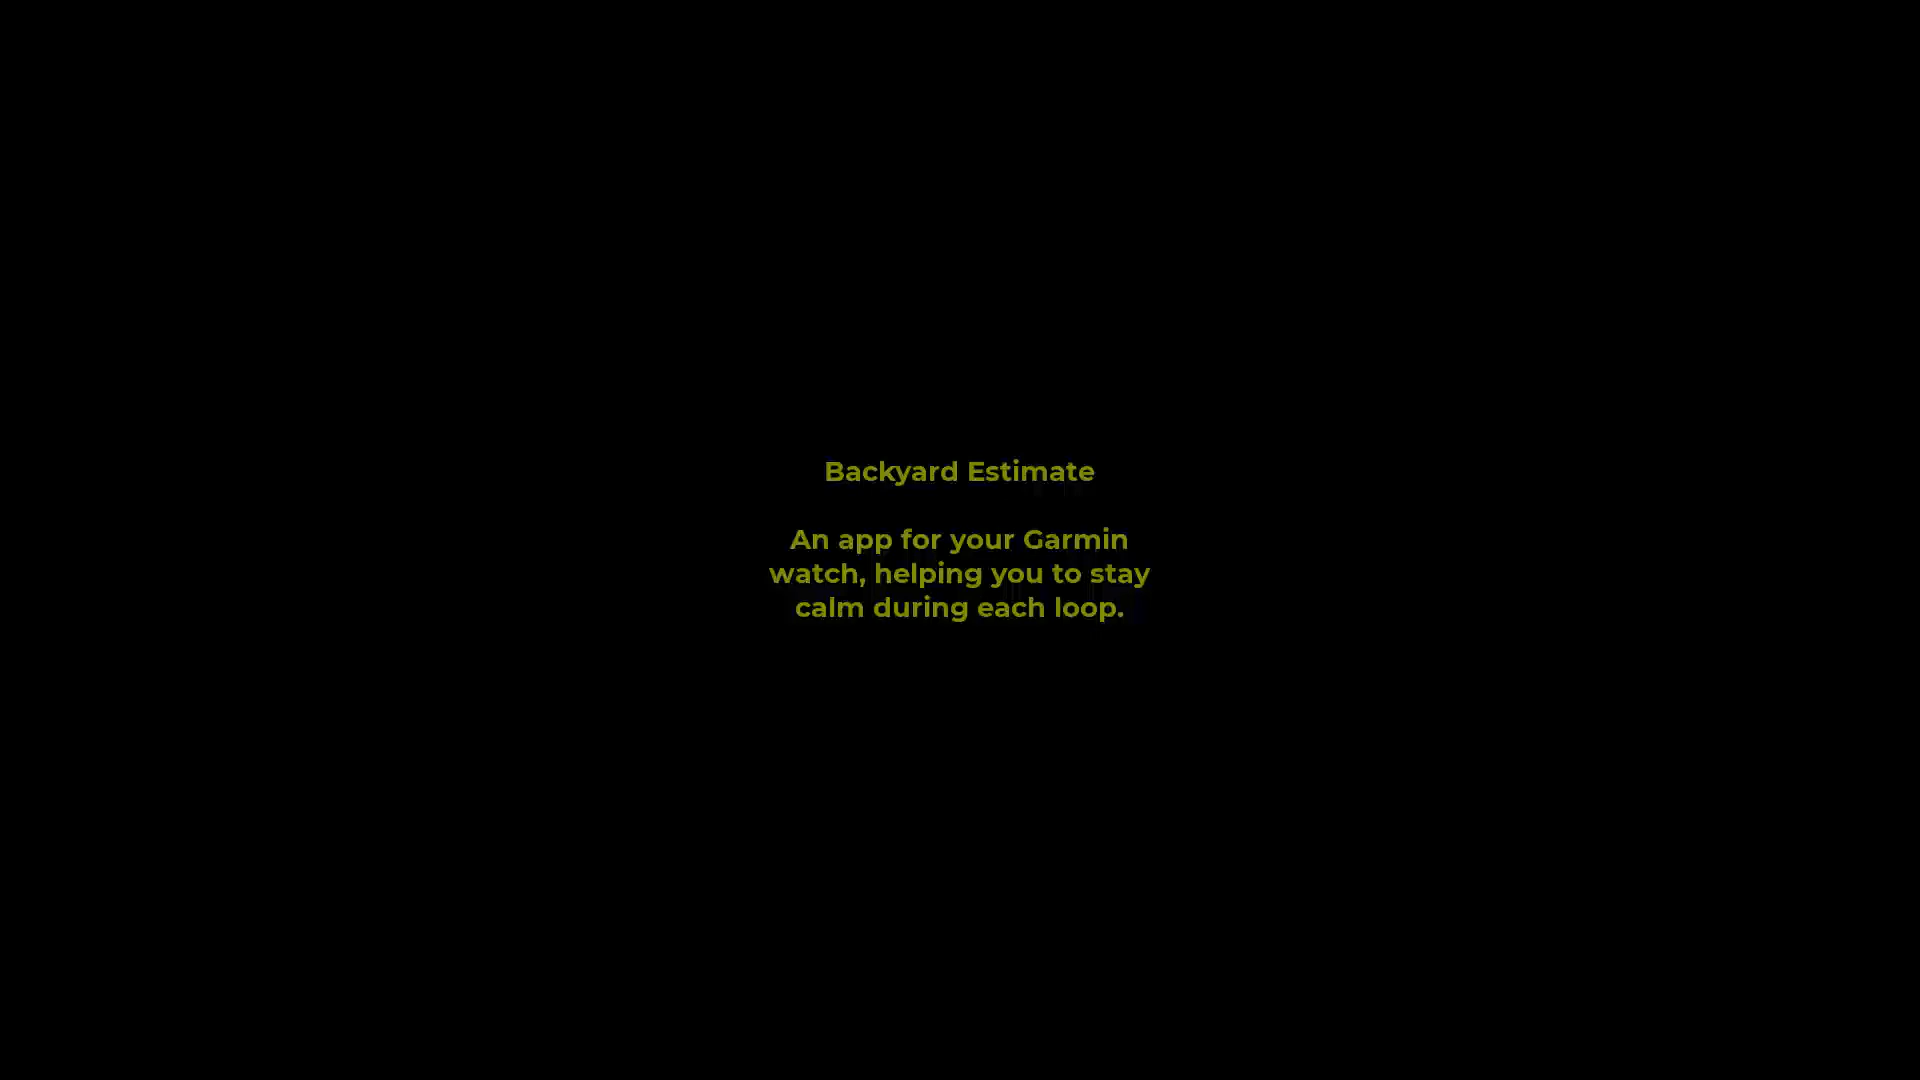 Backyard Estimate
An app for your Garmin
watch, helping you to stay
calm during each loop.